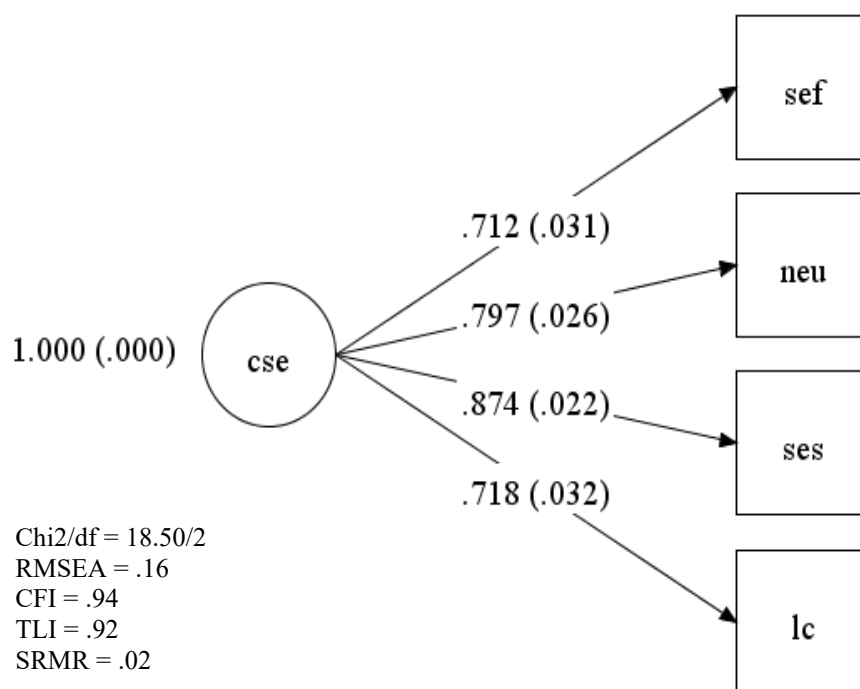 sef
.712 (.031)
neu
.797 (.026)
1.000 (.000)
cse
.874 (.022)
ses
.718 (.032)
lc
Chi2/df = 18.50/2
RMSEA = .16
CFI = .94
TLI = .92
SRMR = .02